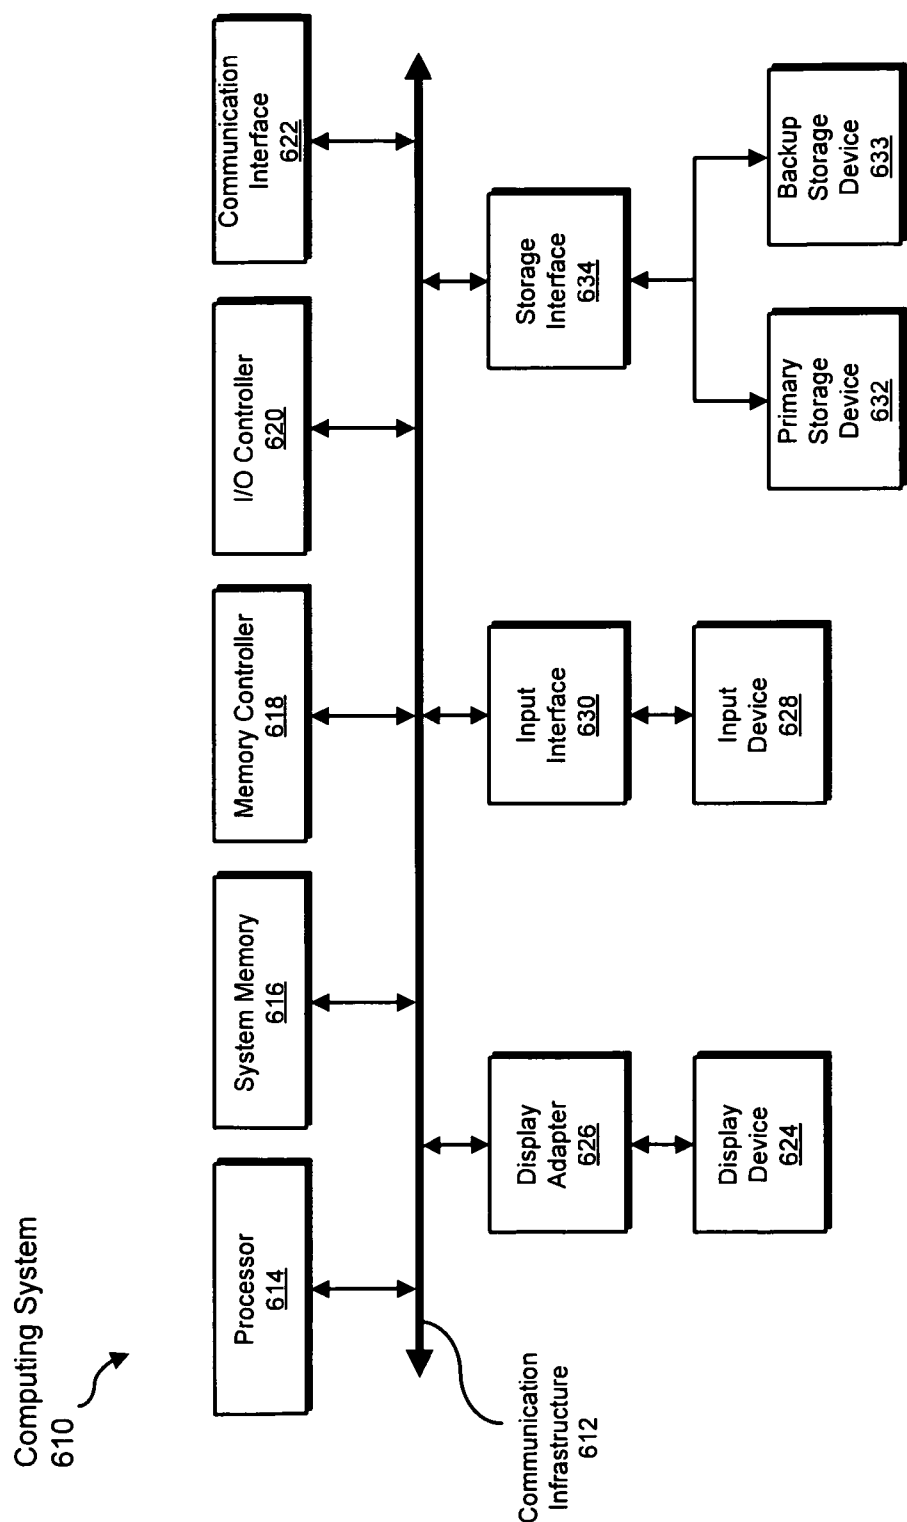 Computing System
610
Processor
614
System Memory
616
Memory Controller
618
I/O Controller
620
Communication
Interface
622
Communication
Infrastructure
612
Display
Adapter
626
Input
Interface
630
Storage
Interface
634
Display
Device
624
Input
Device
628
Primary
Storage
Device
632
Backup
Storage
Device
633